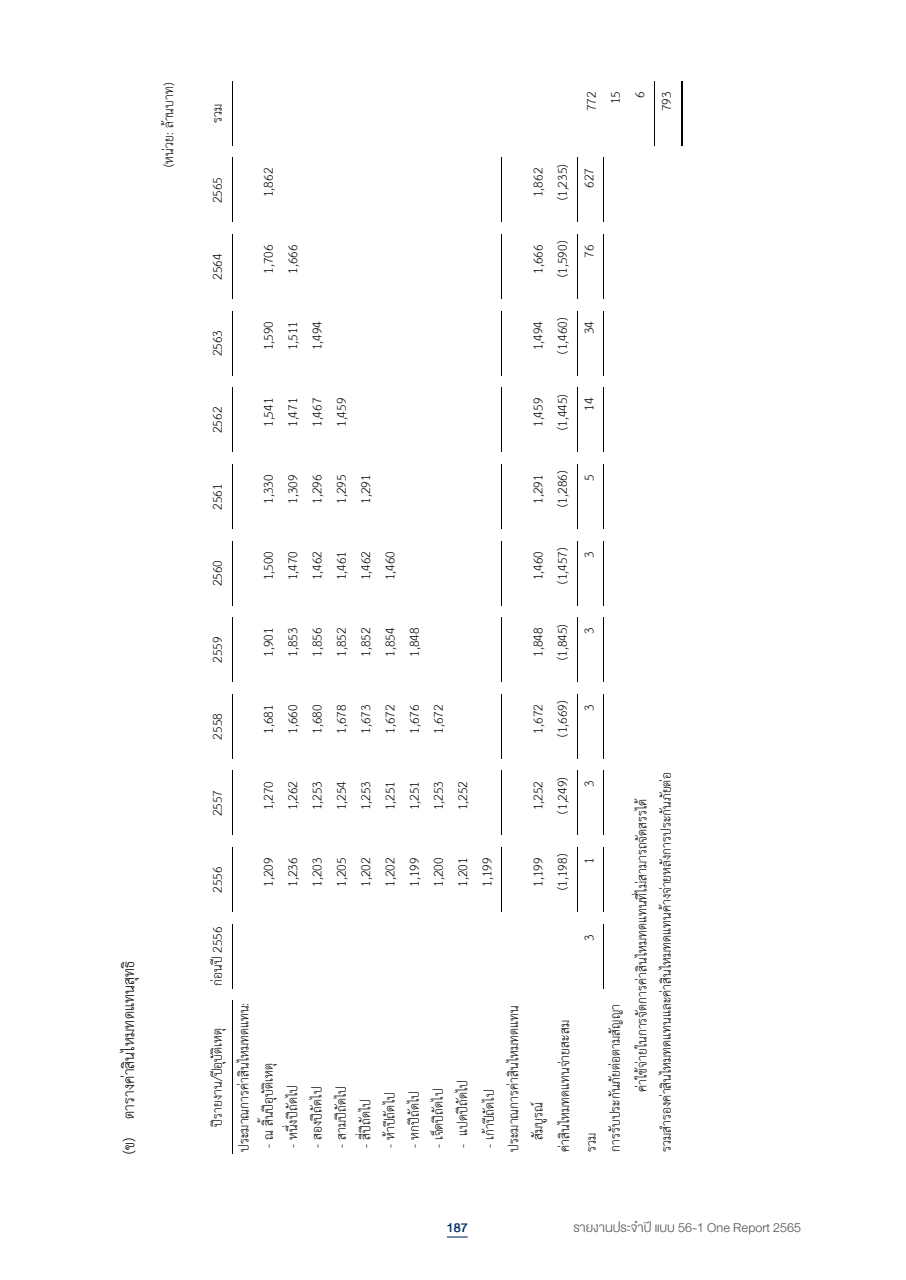 (ข) ตารางค่าสินไหมทดแทนสุทธิ
(หน่วย: ล้านบาท)
ปีรายงาน/ปีอุบัติเหตุ ก่อนปี 2556 2556 2557 2558 2559 2560 2561 2562 2563 2564 2565 รวม
ประมาณการค่าสินไหมทดแทน:
- ณ สิ้นปีอุบัติเหตุ 1,209 1,270 1,681 1,901 1,500 1,330 1,541 1,590 1,706 1,862
- หนึ่งปีถัดไป 1,236 1,262 1,660 1,853 1,470 1,309 1,471 1,511 1,666
- สองปีถัดไป 1,203 1,253 1,680 1,856 1,462 1,296 1,467 1,494
- สามปีถัดไป 1,205 1,254 1,678 1,852 1,461 1,295 1,459
- สี่ปีถัดไป 1,202 1,253 1,673 1,852 1,462 1,291
- ห้าปีถัดไป 1,202 1,251 1,672 1,854 1,460
- หกปีถัดไป 1,199 1,251 1,676 1,848
- เจ็ดปีถัดไป 1,200 1,253 1,672
- แปดปีถัดไป 1,201 1,252
- เก้าปีถัดไป 1,199
ประมาณการค่าสินไหมทดแทน
สัมบูรณ์ 1,199 1,252 1,672 1,848 1,460 1,291 1,459 1,494 1,666 1,862
ค่าสินไหมทดแทนจ่ายสะสม (1,198) (1,249) (1,669) (1,845) (1,457) (1,286) (1,445) (1,460) (1,590) (1,235)
รวม 3 1 3 3 3 3 5 14 34 76 627 772
การรับประกันภัยต่อตามสัญญา 15
ค่าใช้จ่ายในการจัดการค่าสินไหมทดแทนที่ไม่สามารถจัดสรรได้ 6
รวมสำรองค่าสินไหมทดแทนและค่าสินไหมทดแทนค้างจ่ายหลังการประกันภัยต่อ 793
187 รายงานประจำปี แบบ 56-1 One Report 2565